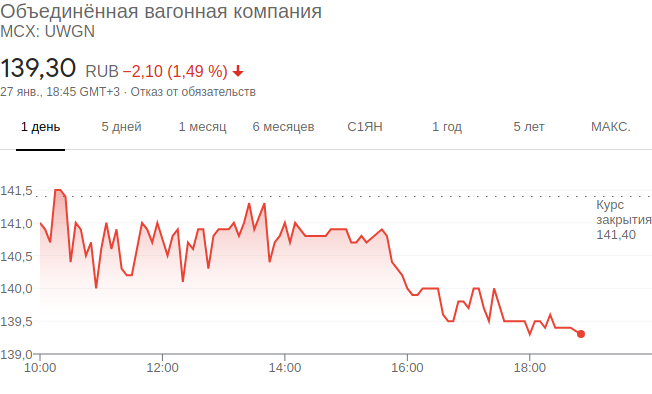 Объединённая вагонная компания
MCX: UWGN
139,30 RUB −2,10 (1,49 %)
27 янв., 18:45 GMT+3 · Отказ от обязательств
1 день 5 дней 1 месяц 6 месяцев С1ЯН 1 год 5 лет МАКС.
141,5
141,0
140,5
140,0
139,5
139,0
Курс
закрытия
141,40
10:00 12:00 14:00 16:00 18:00